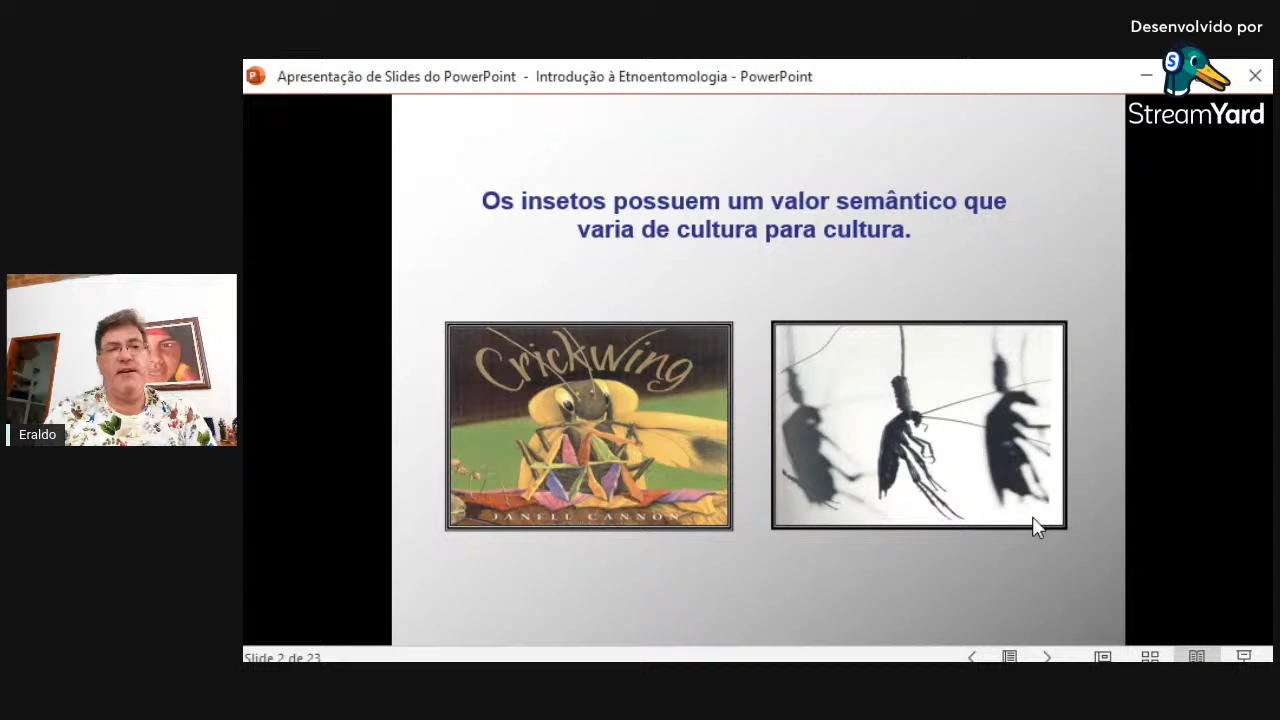 Desenvolvido por
StreamYard
Apresentação de Slides do PowerPoint - Introdução à Etnoentomologia - PowerPoint
Os insetos possuem um valor semântico que
varia de cultura para cultura.
Crickwing
JANELL CANNON
Eraldo
Slide 2 de 23